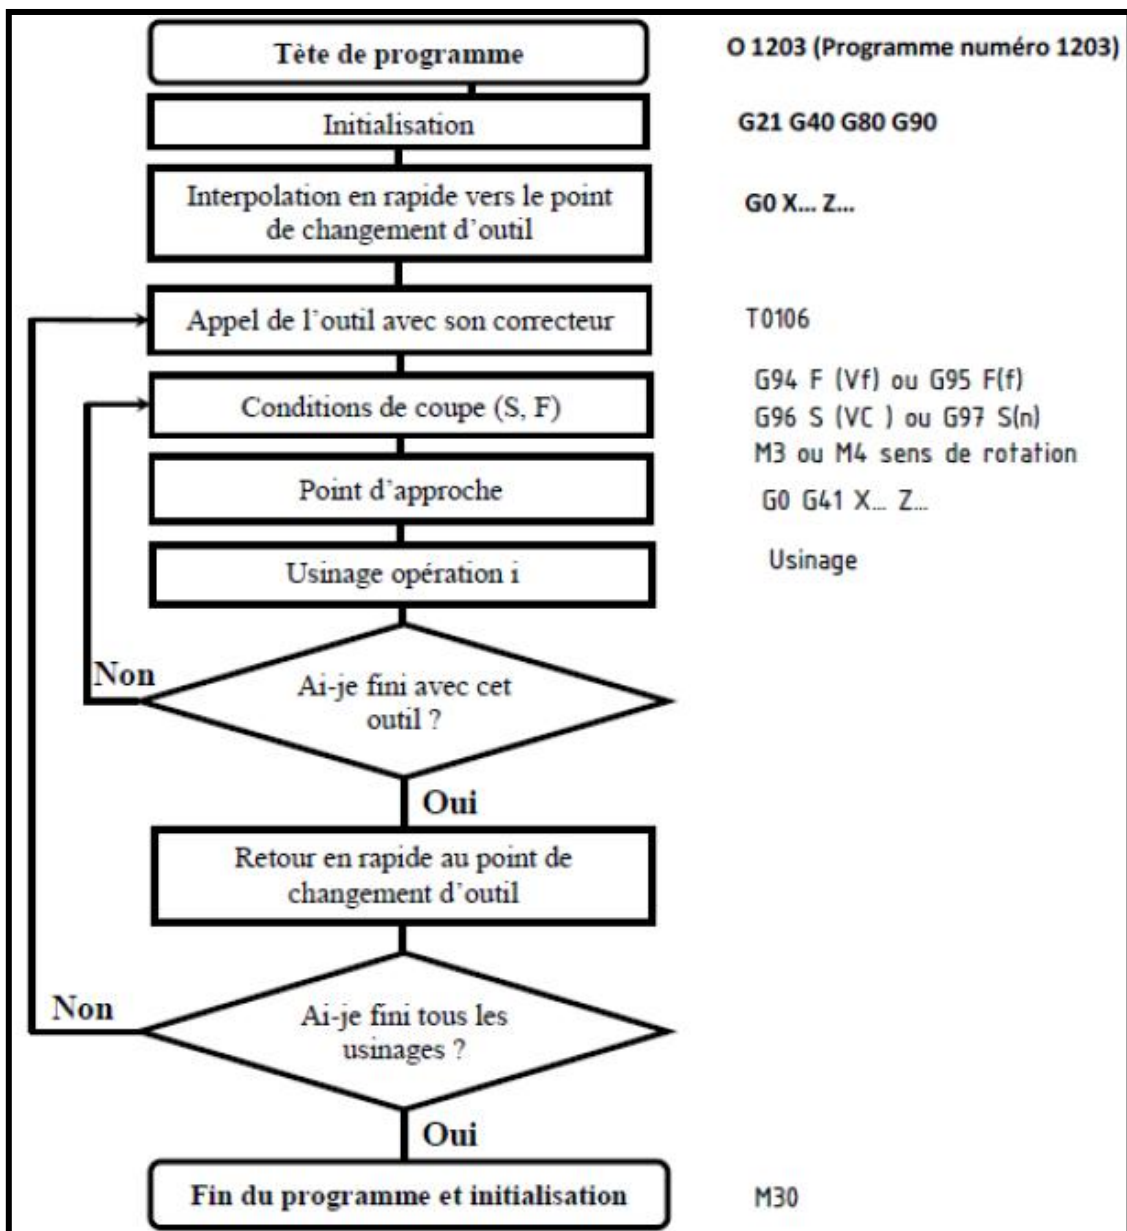 Tète de programme
O 1203 (Programme numéro 1203)
Initialisation
G21 G40 G80 G90
Interpolation en rapide vers le point
de changement d'outil
G0 X... Z...
Appel de l'outil avec son correcteur
T0106
Conditions de coupe (S, F)
G94 F (Vf) ou G95 F(f)
G96 S (VC ) ou G97 S(n)
M3 ou M4 sens de rotation
Point d'approche
G0 G41 X... Z...
Usinage opération i
Usinage
Non
Ai-je fini avec cet
outil ?
Oui
Retour en rapide au point de
changement d'outil
Non
Ai-je fini tous les
usinages ?
Oui
Fin du programme et initialisation
M30